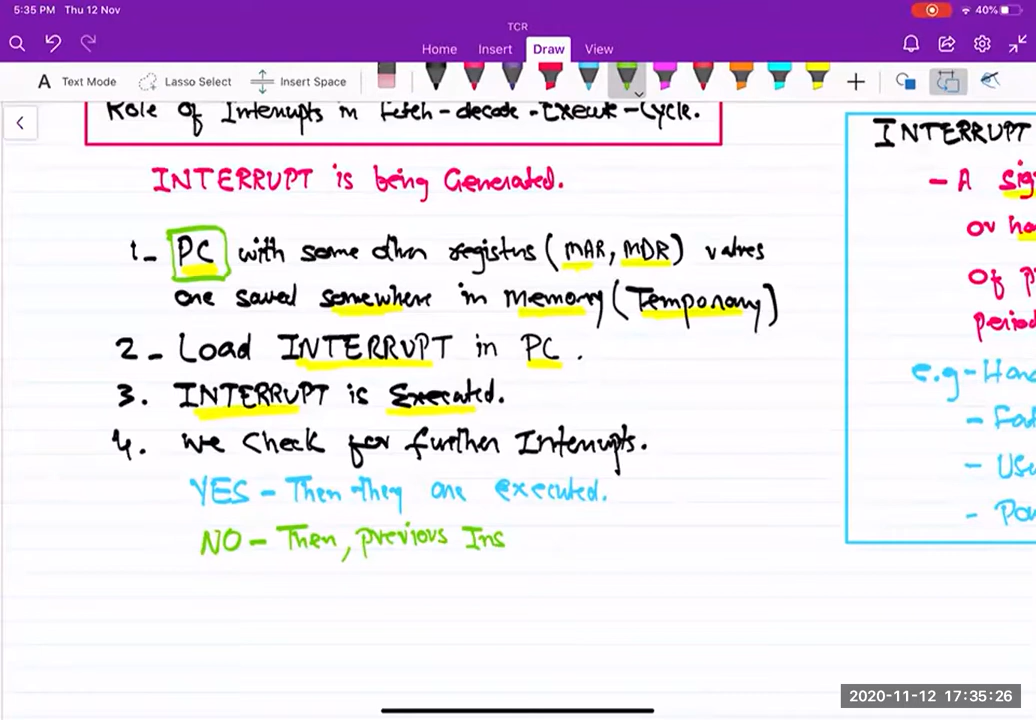 5:35 PM Thu 12 Nov
40%
TCR
Home Insert Draw View
A Text Mode Lasso Select Insert Space
Role of Interrupts in Fetch-decode-Execute-Cycle.
INTERRUPT is being Generated.
1- PC with some other registers (MAR, MDR) values
are saved somewhere in Memory (Temporary)
2- Load INTERRUPT in PC.
3. INTERRUPT is Executed.
4. We Check for further Interrupts.
YES - Then they are executed.
NO - Then, previous Ins
INTERRUPT
- A Sig
or ha
of p
period
e.g - Hard
- Fai
- Use
- Pow
2020-11-12 17:35:26